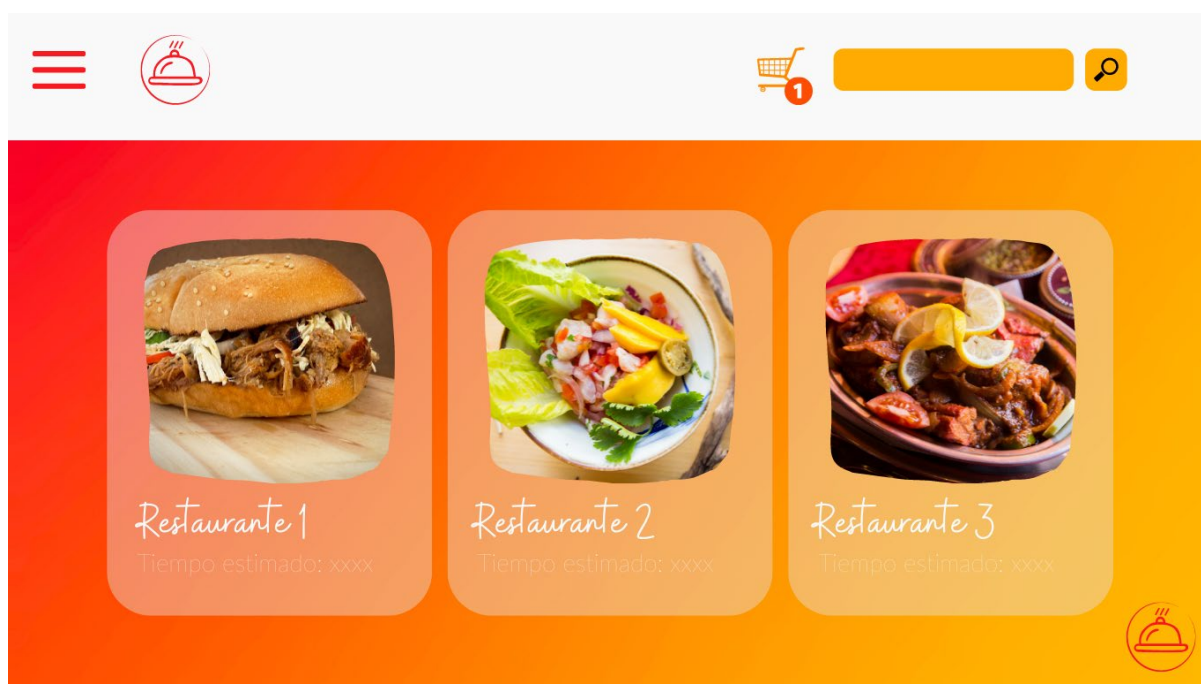 1
Restaurante 1
Tiempo estimado: xxxx
Restaurante 2
Tiempo estimado: xxxx
Restaurante 3
Tiempo estimado: xxxx